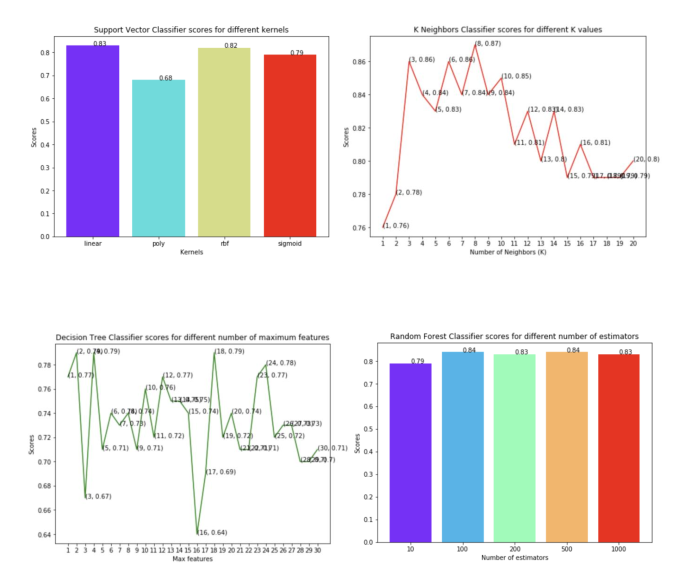 Support Vector Classifier scores for different kernels
0.83
0.82
0.79
0.68
0.8
0.7
0.6
0.5
0.4
0.3
0.2
0.1
0.0
Scores
linear poly rbf sigmoid
Kernels
K Neighbors Classifier scores for different K values
(8, 0.87)
(3, 0.86) (6, 0.86)
(10, 0.85)
(4, 0.84) (7, 0.84) (9, 0.84)
(5, 0.83) (12, 0.83) (14, 0.83)
(11, 0.81) (16, 0.81)
(13, 0.8) (20, 0.8)
(15, 0.79)
(2, 0.78)
(1, 0.76)
0.86
0.84
0.82
0.80
0.78
0.76
Scores
1 2 3 4 5 6 7 8 9 10 11 12 13 14 15 16 17 18 19 20
Number of Neighbors (K)
Decision Tree Classifier scores for different number of maximum features
(2, 0.79) (4, 0.79) (18, 0.79)
(24, 0.78)
(1, 0.77) (12, 0.77) (23, 0.77)
(10, 0.76)
(6, 0.74) (8, 0.74) (15, 0.74) (20, 0.74)
(7, 0.73)
(11, 0.72) (19, 0.72) (25, 0.72)
(5, 0.71) (9, 0.71) (30, 0.71)
(17, 0.69)
(3, 0.67)
(16, 0.64)
0.78
0.76
0.74
0.72
0.70
0.68
0.66
0.64
Scores
1 2 3 4 5 6 7 8 9 10 11 12 13 14 15 16 17 18 19 20 21 22 23 24 25 26 27 28 29 30
Max features
Random Forest Classifier scores for different number of estimators
0.79 0.84 0.83 0.84 0.83
0.8
0.7
0.6
0.5
0.4
0.3
0.2
0.1
0.0
Scores
10 100 200 500 1000
Number of estimators